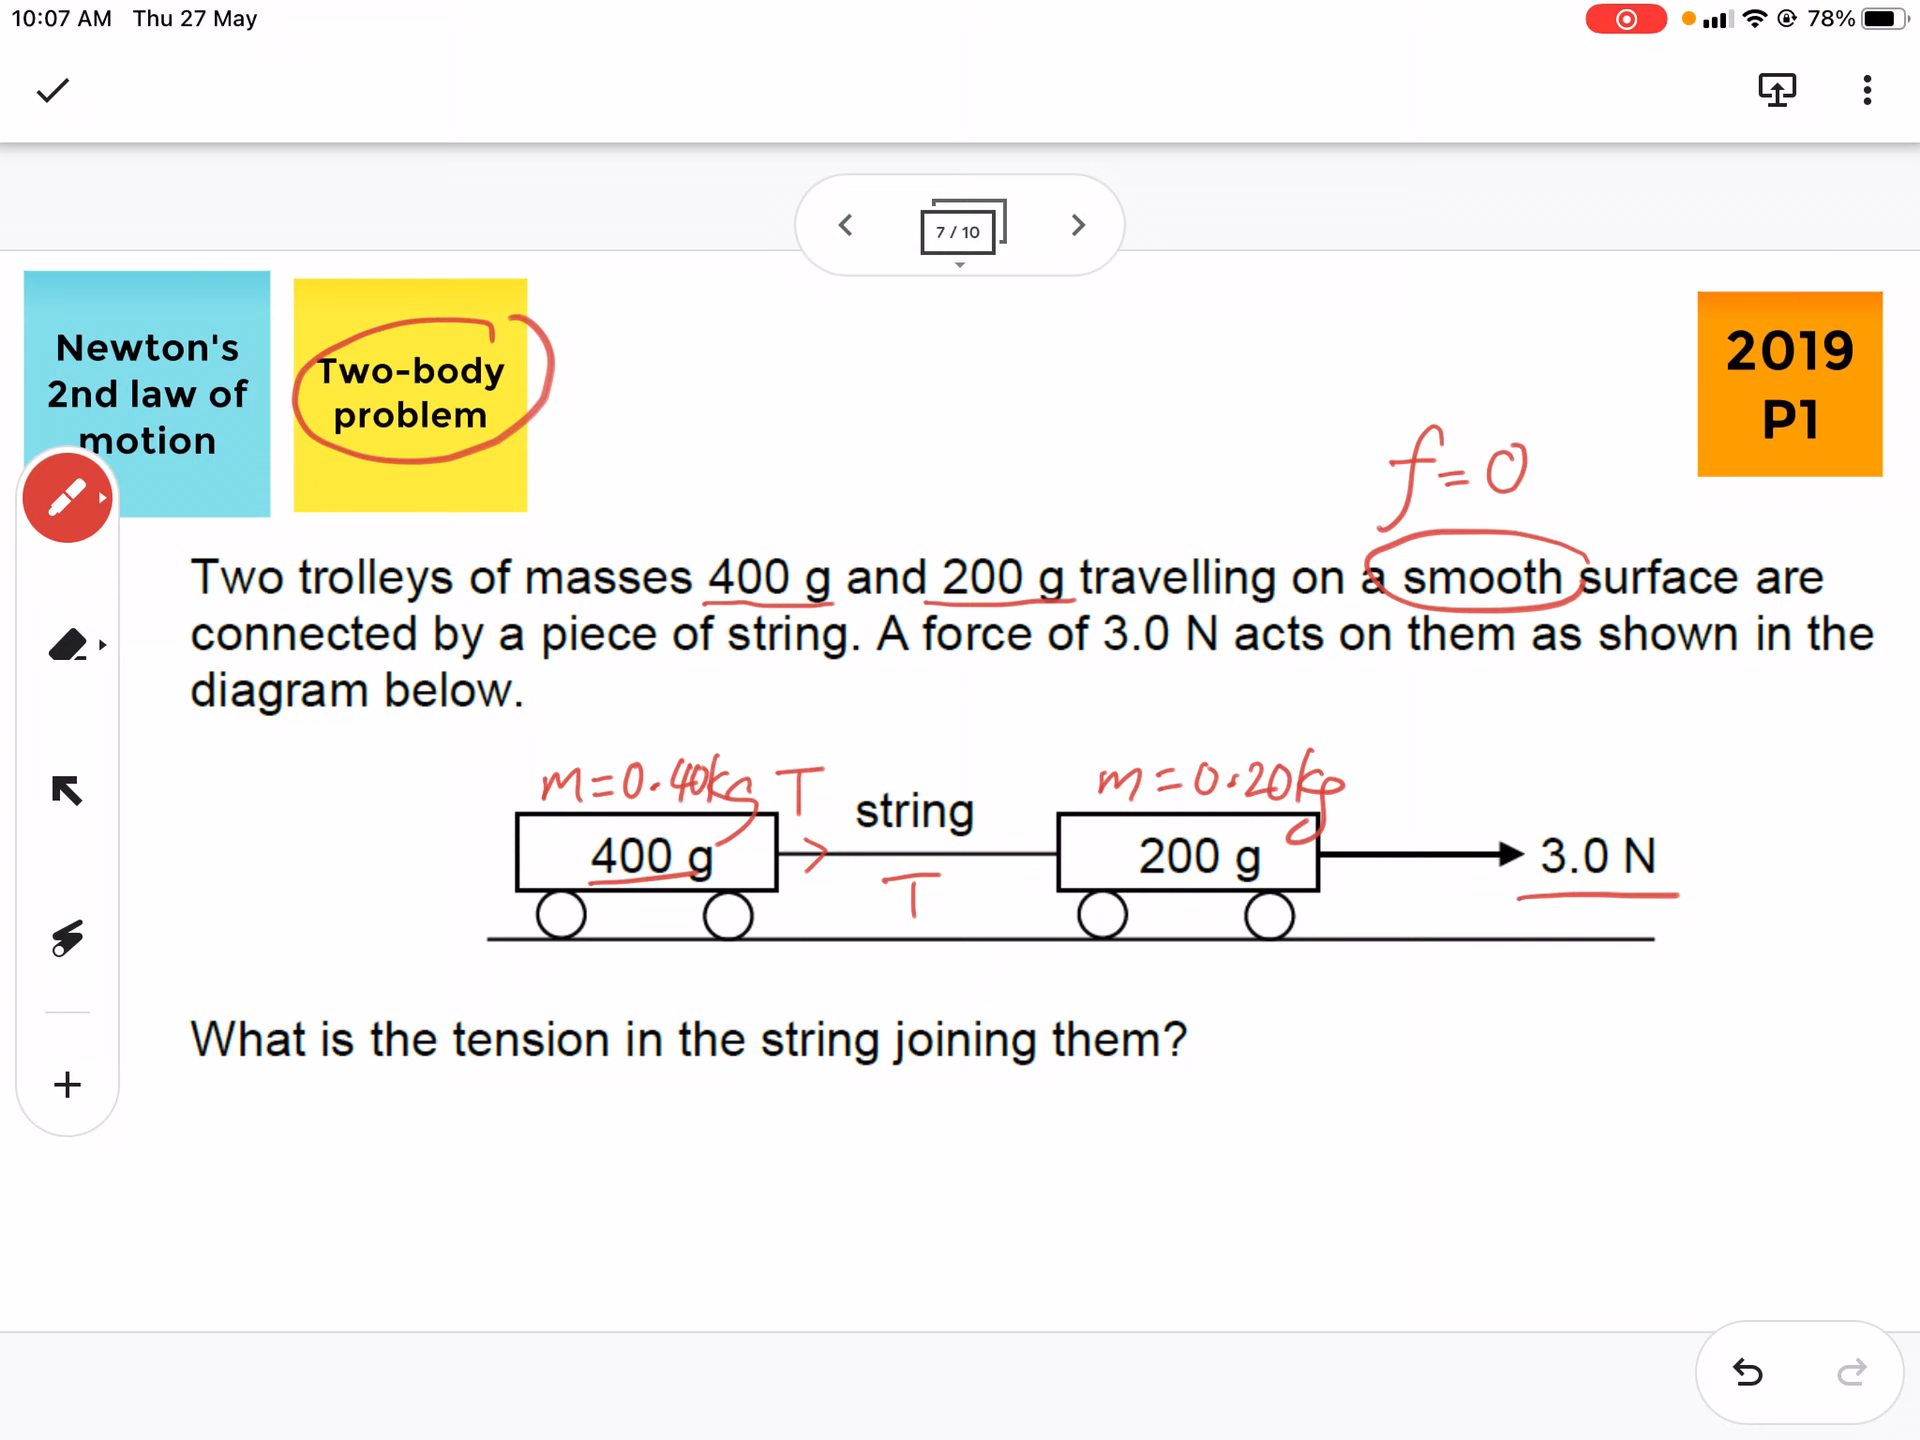 10:07 AM Thu 27 May
78%
7 / 10
Newton's
2nd law of
motion
Two-body
problem
2019
P1
f=0
Two trolleys of masses 400 g and 200 g travelling on a smooth surface are
connected by a piece of string. A force of 3.0 N acts on them as shown in the
diagram below.
m=0.40kg T
string
m=0.20kg
400 g
200 g
3.0 N
T
What is the tension in the string joining them?